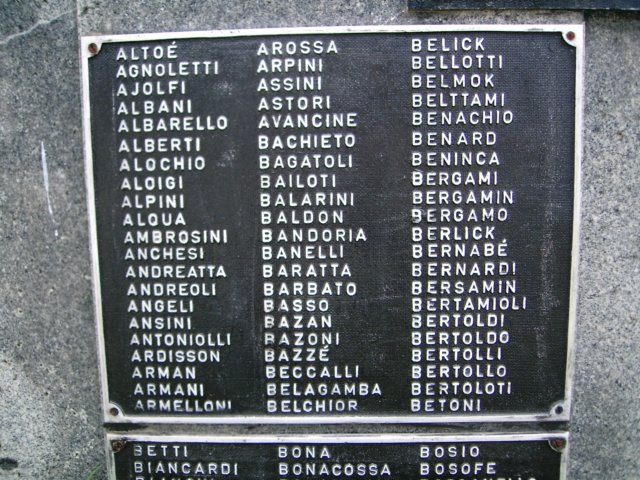 ALTOÉ
AGNOLETTI
AJOLFI
ALBANI
ALBARELLO
ALBERTI
ALOCHIO
ALOIGI
ALPINI
ALQUA
AMBROSINI
ANCHESI
ANDREATTA
ANDREOLI
ANGELI
ANSINI
ANTONIOLLI
ARDISSON
ARMAN
ARMANI
ARMELLONI
AROSSA
ARPINI
ASSINI
ASTORI
AVANCINE
BACHIETO
BAGATOLI
BAILOTI
BALARINI
BALDON
BANDORIA
BANELLI
BARATTA
BARBATO
BASSO
BAZAN
BAZONI
BAZZÉ
BECCALLI
BELAGAMBA
BELCHIOR
BELICK
BELLOTTI
BELMOK
BELTTAMI
BENACHIO
BENARD
BENINCA
BERGAMI
BERGAMIN
BERGAMO
BERLICK
BERNABÉ
BERNARDI
BERSAMIN
BERTAMIOLI
BERTOLDI
BERTOLDO
BERTOLLI
BERTOLLO
BERTOLOTI
BETONI
BETTI
BIANCARDI
BONA
BONACOSSA
BOSIO
BOSOFE